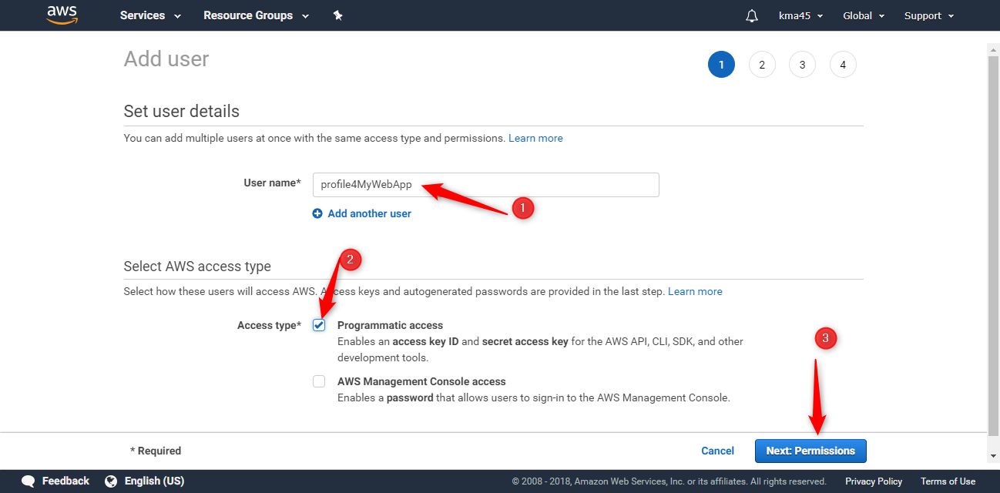 aws Services Resource Groups kma45 Global Support
Add user
1 2 3 4
Set user details
You can add multiple users at once with the same access type and permissions. Learn more
User name* profile4MyWebApp
1
Add another user
2
Select AWS access type
Select how these users will access AWS. Access keys and autogenerated passwords are provided in the last step. Learn more
Access type* Programmatic access
Enables an access key ID and secret access key for the AWS API, CLI, SDK, and other
development tools.
3
AWS Management Console access
Enables a password that allows users to sign-in to the AWS Management Console.
* Required Cancel Next: Permissions
Feedback English (US) © 2008 - 2018, Amazon Web Services, Inc. or its affiliates. All rights reserved. Privacy Policy Terms of Use